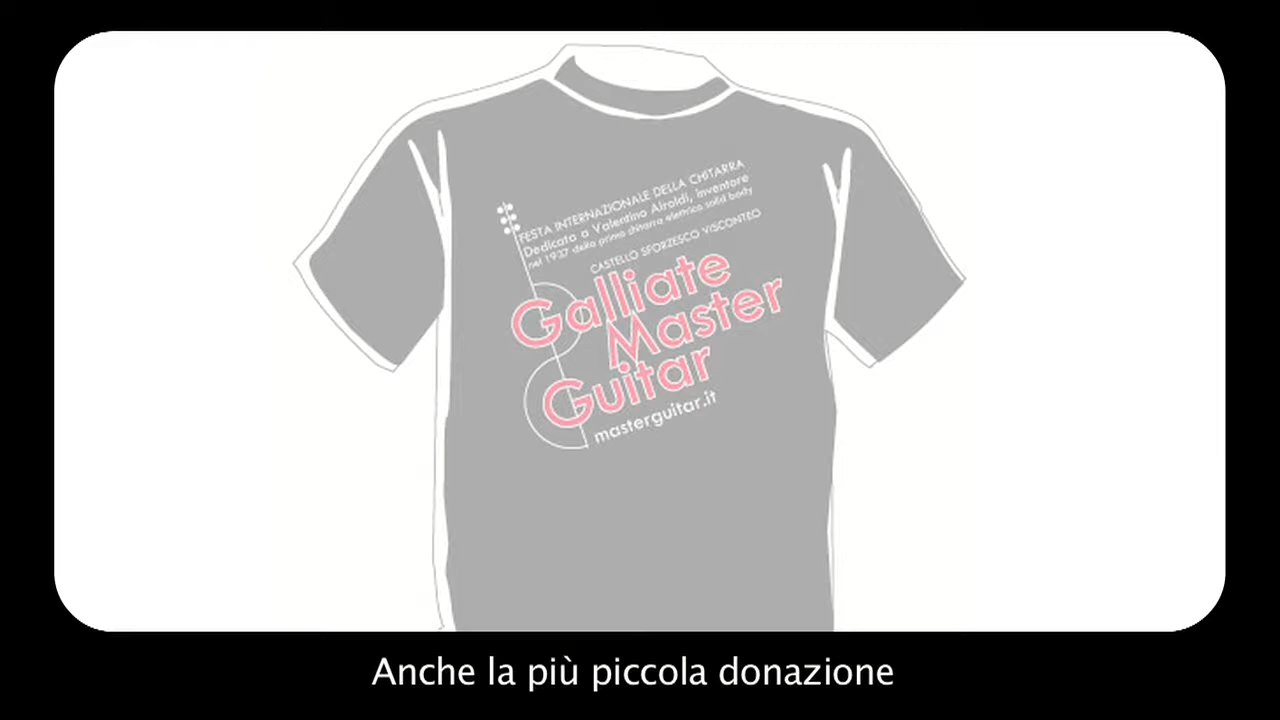 FESTA INTERNAZIONALE DELLA CHITARRA
Dedicata a Valentino Airoldi, inventore
nel 1937 della prima chitarra elettrica solid body
CASTELLO SFORZESCO VISCONTEO
Galliate
Master
Guitar
masterguitar.it
Anche la più piccola donazione